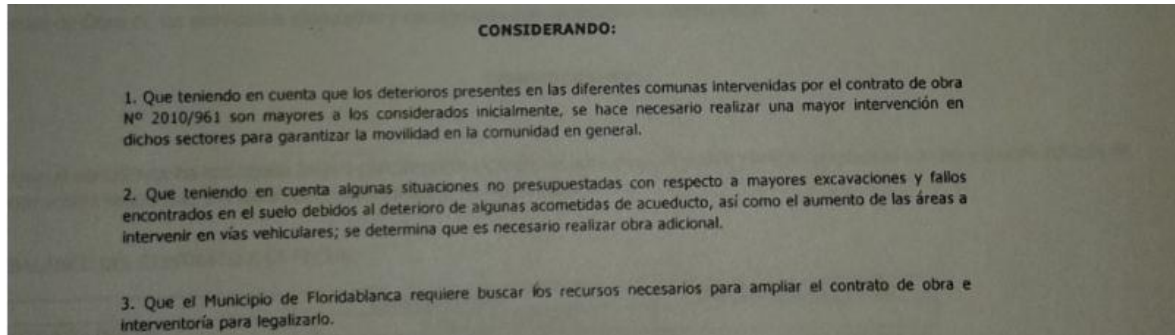 CONSIDERANDO:
1. Que teniendo en cuenta que los deterioros presentes en las diferentes comunas intervenidas por el contrato de obra
Nº 2010/961 son mayores a los considerados inicialmente, se hace necesario realizar una mayor intervención en
dichos sectores para garantizar la movilidad en la comunidad en general.
2. Que teniendo en cuenta algunas situaciones no presupuestadas con respecto a mayores excavaciones y fallos
encontrados en el suelo debidos al deterioro de algunas acometidas de acueducto, así como el aumento de las áreas a
intervenir en vías vehiculares; se determina que es necesario realizar obra adicional.
3. Que el Municipio de Floridablanca requiere buscar los recursos necesarios para ampliar el contrato de obra e
interventoría para legalizarlo.